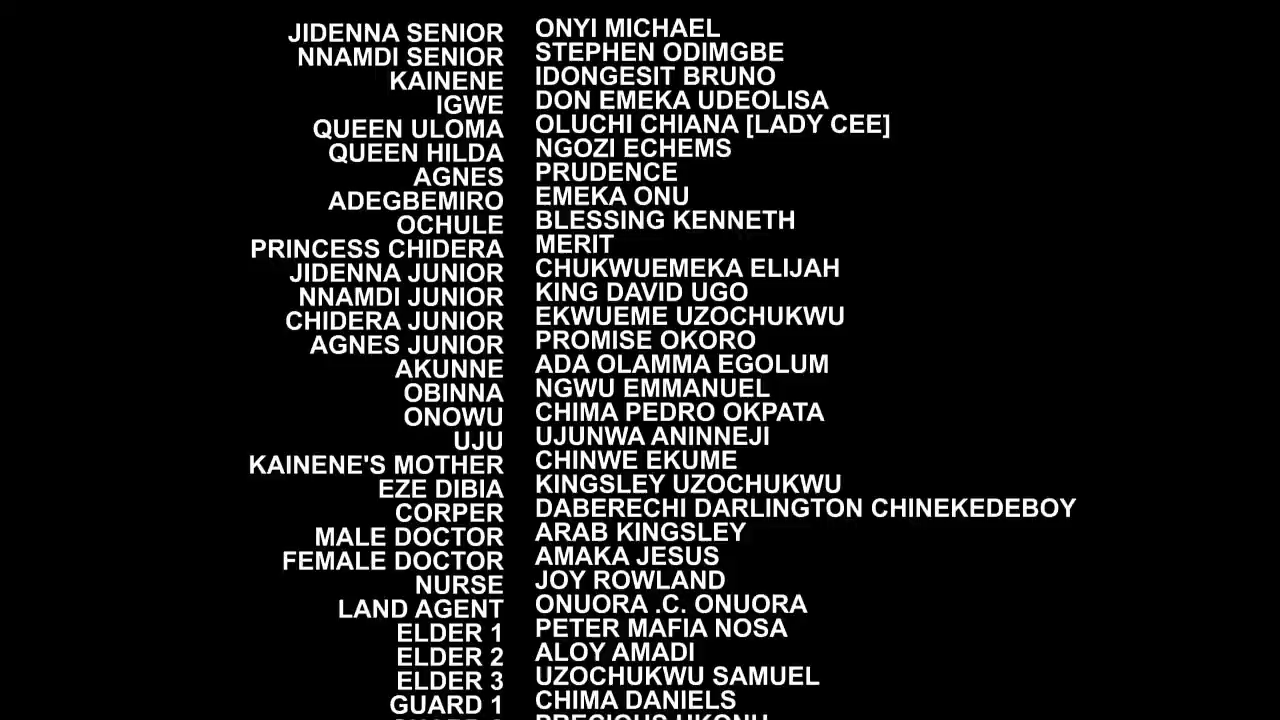 JIDENNA SENIOR ONYI MICHAEL
NNAMDI SENIOR STEPHEN ODIMGBE
KAINENE IDONGESIT BRUNO
IGWE DON EMEKA UDEOLISA
QUEEN ULOMA OLUCHI CHIANA [LADY CEE]
QUEEN HILDA NGOZI ECHEMS
AGNES PRUDENCE
ADEGBEMIRO EMEKA ONU
OCHULE BLESSING KENNETH
PRINCESS CHIDERA MERIT
JIDENNA JUNIOR CHUKWUEMEKA ELIJAH
NNAMDI JUNIOR KING DAVID UGO
CHIDERA JUNIOR EKWUEME UZOCHUKWU
AGNES JUNIOR PROMISE OKORO
AKUNNE ADA OLAMMA EGOLUM
OBINNA NGWU EMMANUEL
ONOWU CHIMA PEDRO OKPATA
UJU UJUNWA ANINNEJI
KAINENE'S MOTHER CHINWE EKUME
EZE DIBIA KINGSLEY UZOCHUKWU
CORPER DABERECHI DARLINGTON CHINEKEDEBOY
MALE DOCTOR ARAB KINGSLEY
FEMALE DOCTOR AMAKA JESUS
NURSE JOY ROWLAND
LAND AGENT ONUORA .C. ONUORA
ELDER 1 PETER MAFIA NOSA
ELDER 2 ALOY AMADI
ELDER 3 UZOCHUKWU SAMUEL
GUARD 1 CHIMA DANIELS